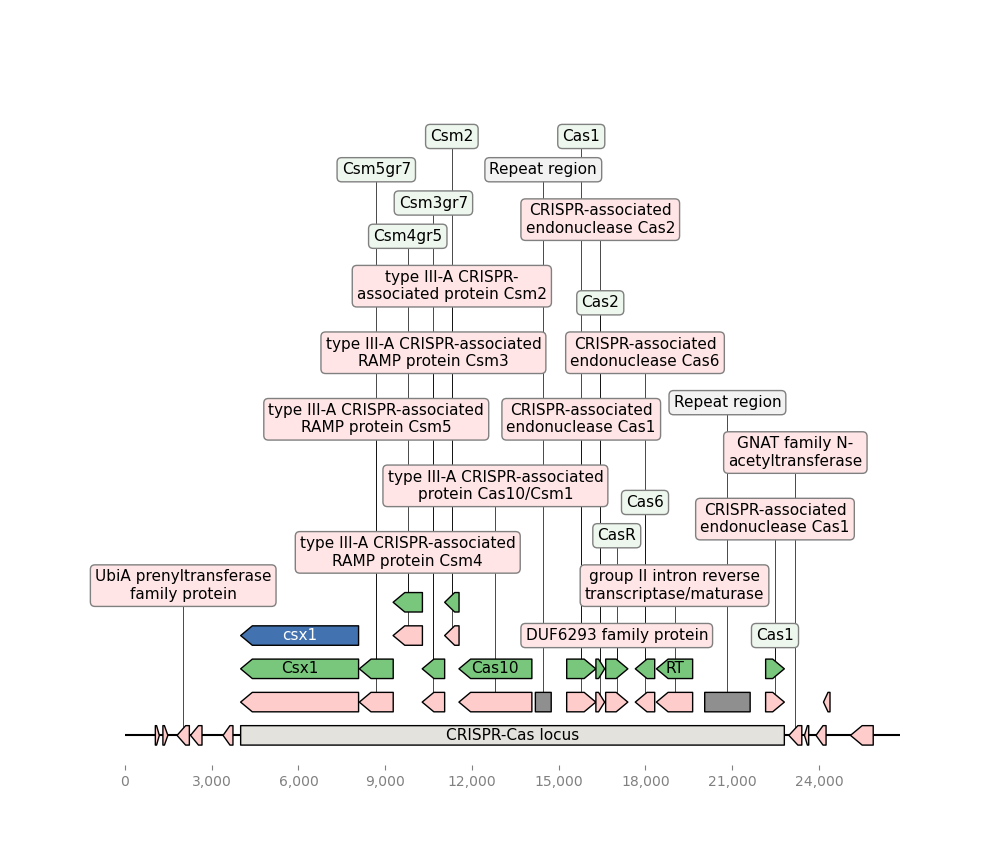 Csm2
Cas1
Csm5gr7
Repeat region
Csm3gr7
CRISPR-associated
endonuclease Cas2
Csm4gr5
type III-A CRISPR-
associated protein Csm2
Cas2
type III-A CRISPR-associated
RAMP protein Csm3
CRISPR-associated
endonuclease Cas6
Repeat region
type III-A CRISPR-associated
RAMP protein Csm5
CRISPR-associated
endonuclease Cas1
GNAT family N-
acetyltransferase
type III-A CRISPR-associated
protein Cas10/Csm1
Cas6
CRISPR-associated
endonuclease Cas1
CasR
type III-A CRISPR-associated
RAMP protein Csm4
UbiA prenyltransferase
family protein
group II intron reverse
transcriptase/maturase
csx1
DUF6293 family protein
Cas1
Csx1
Cas10
RT
CRISPR-Cas locus
0
3,000
6,000
9,000
12,000
15,000
18,000
21,000
24,000